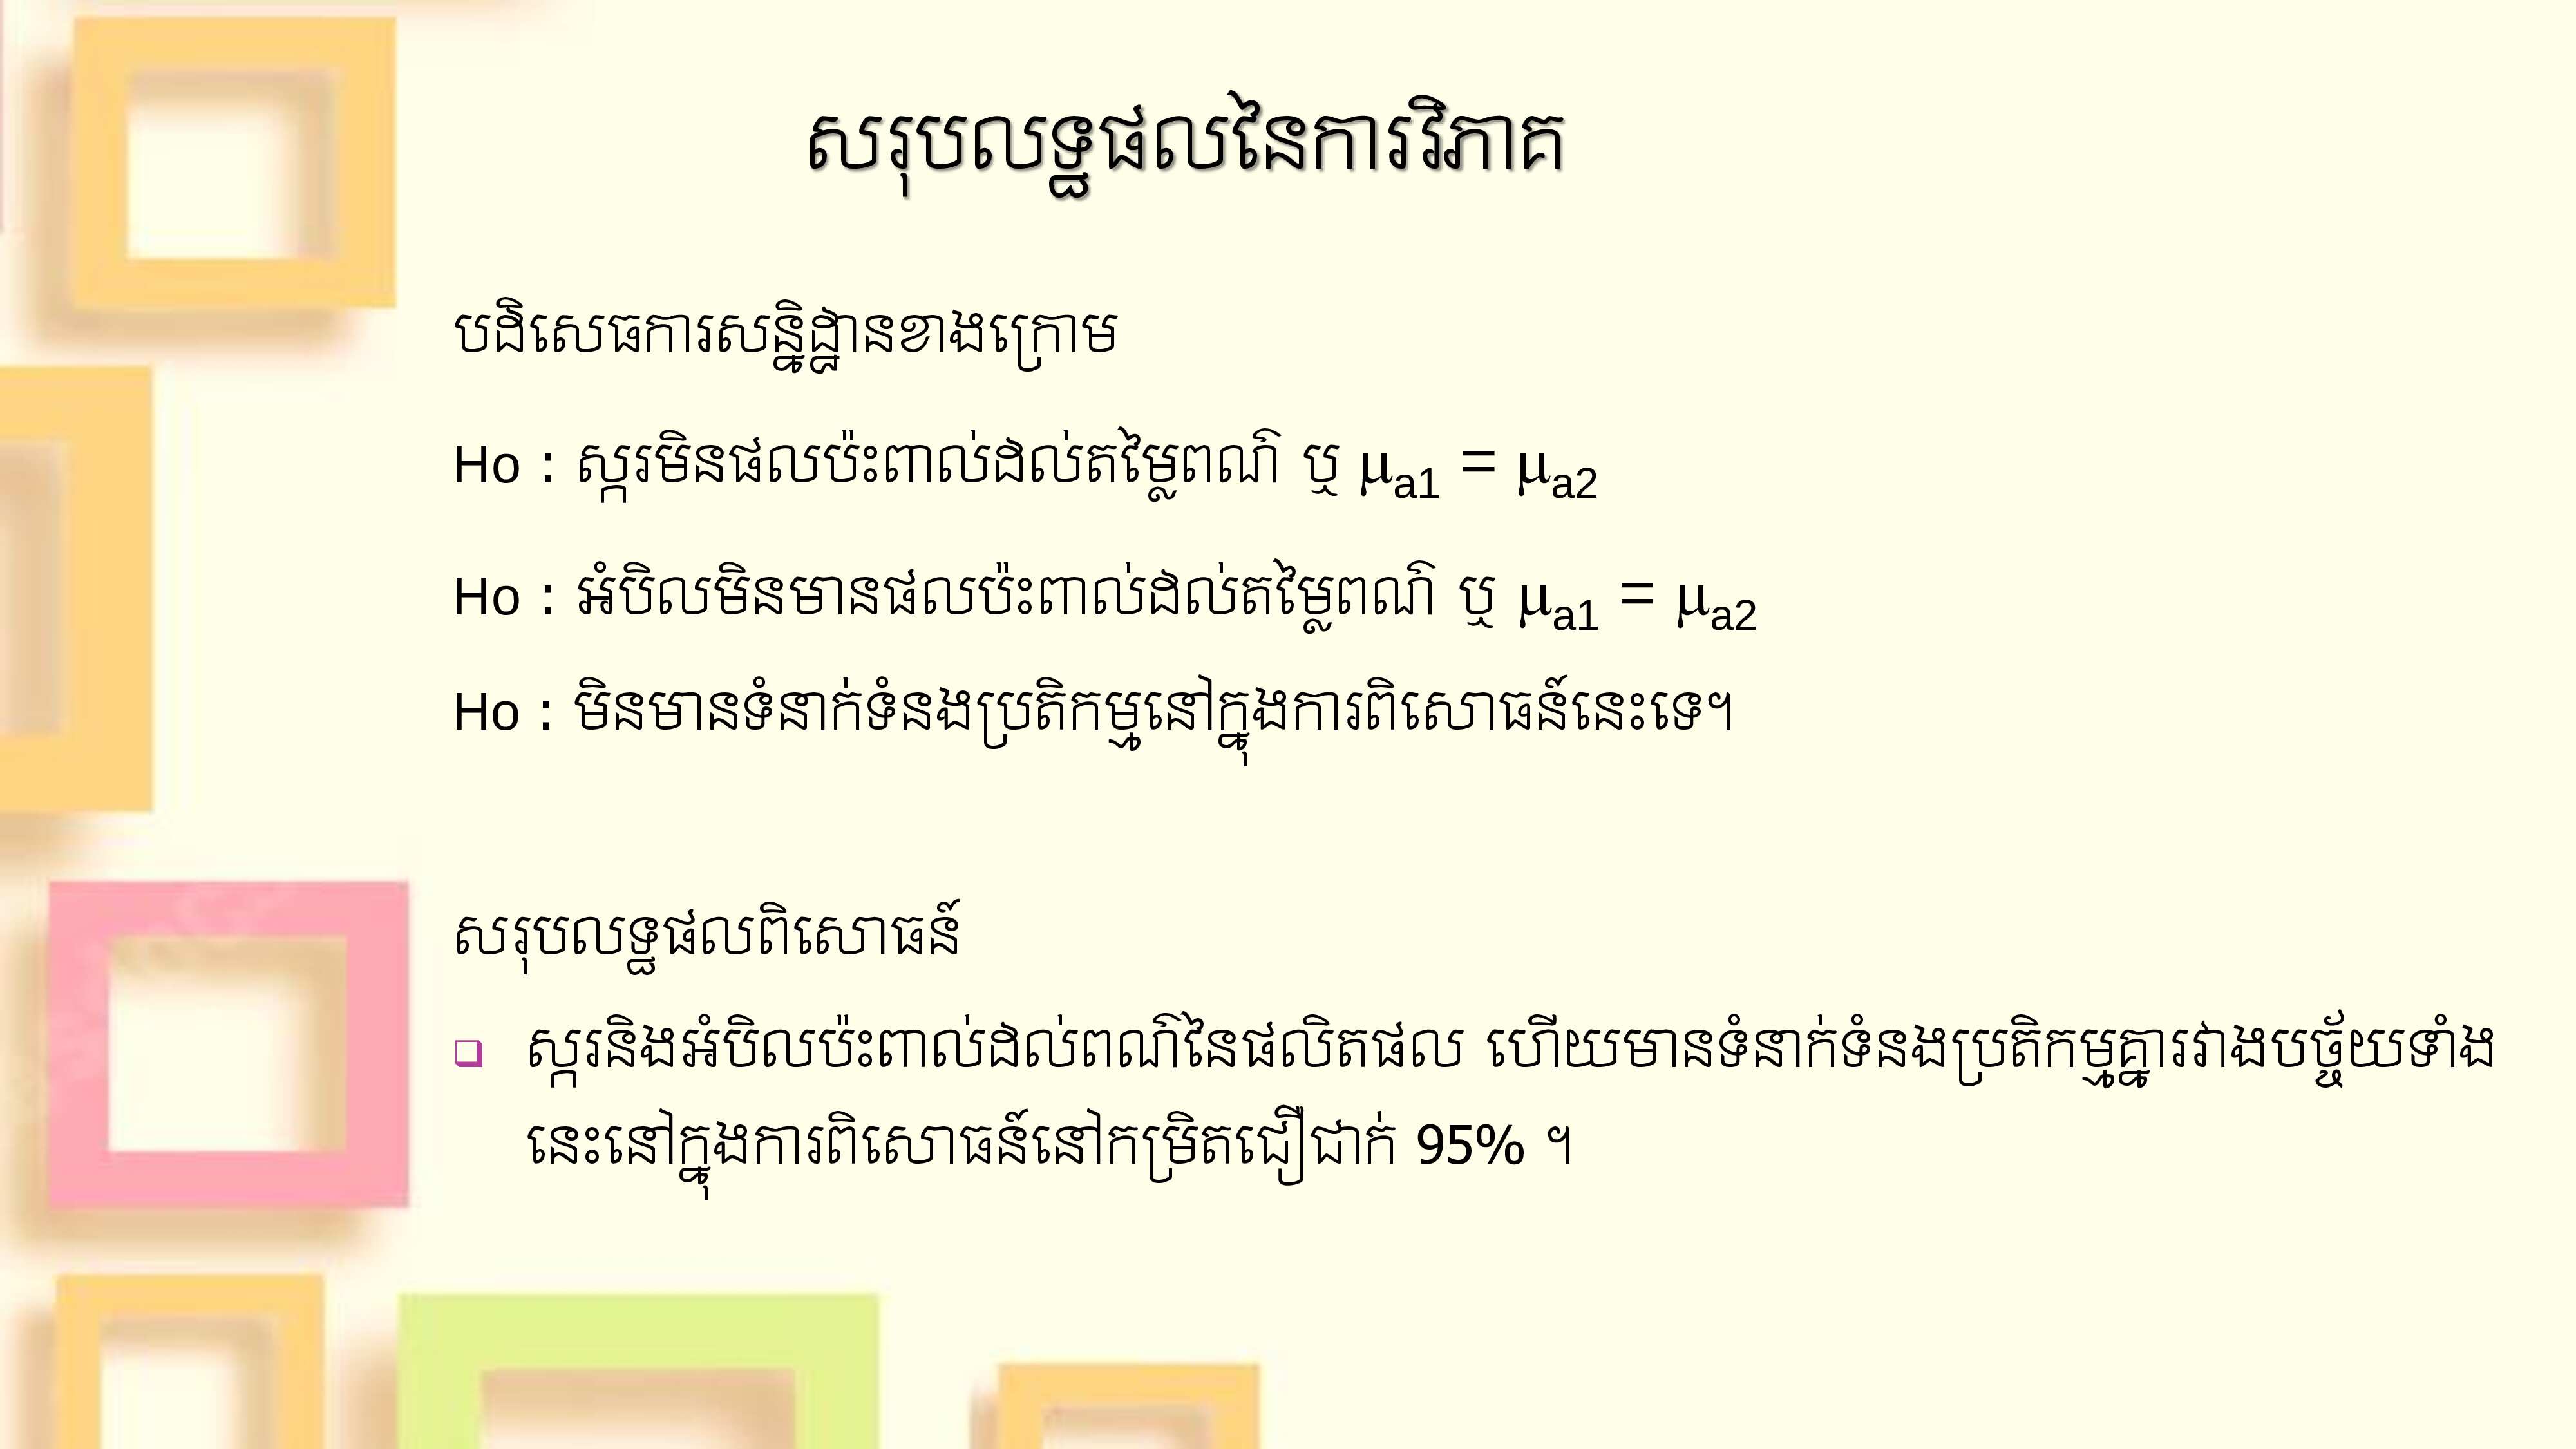 សរុបលទ្ធផលនៃការវិភាគ
បដិសេធការសន្និដ្ឋានខាងក្រោម
Ho : ស្ករមិនផលប៉ះពាល់ដល់តម្លៃពណ៌ ឬ μa1 = μa2
Ho : អំបិលមិនមានផលប៉ះពាល់ដល់តម្លៃពណ៌ ឬ μa1 = μa2
Ho : មិនមានទំនាក់ទំនងប្រតិកម្មនៅក្នុងការពិសោធន៍នេះទេ។
សរុបលទ្ធផលពិសោធន៍
❑ ស្ករនិងអំបិលប៉ះពាល់ដល់ពណ៌នៃផលិតផល ហើយមានទំនាក់ទំនងប្រតិកម្មគ្នារវាងបច្ច័យទាំង
នេះនៅក្នុងការពិសោធន៍នៅកម្រិតជឿជាក់ 95% ។